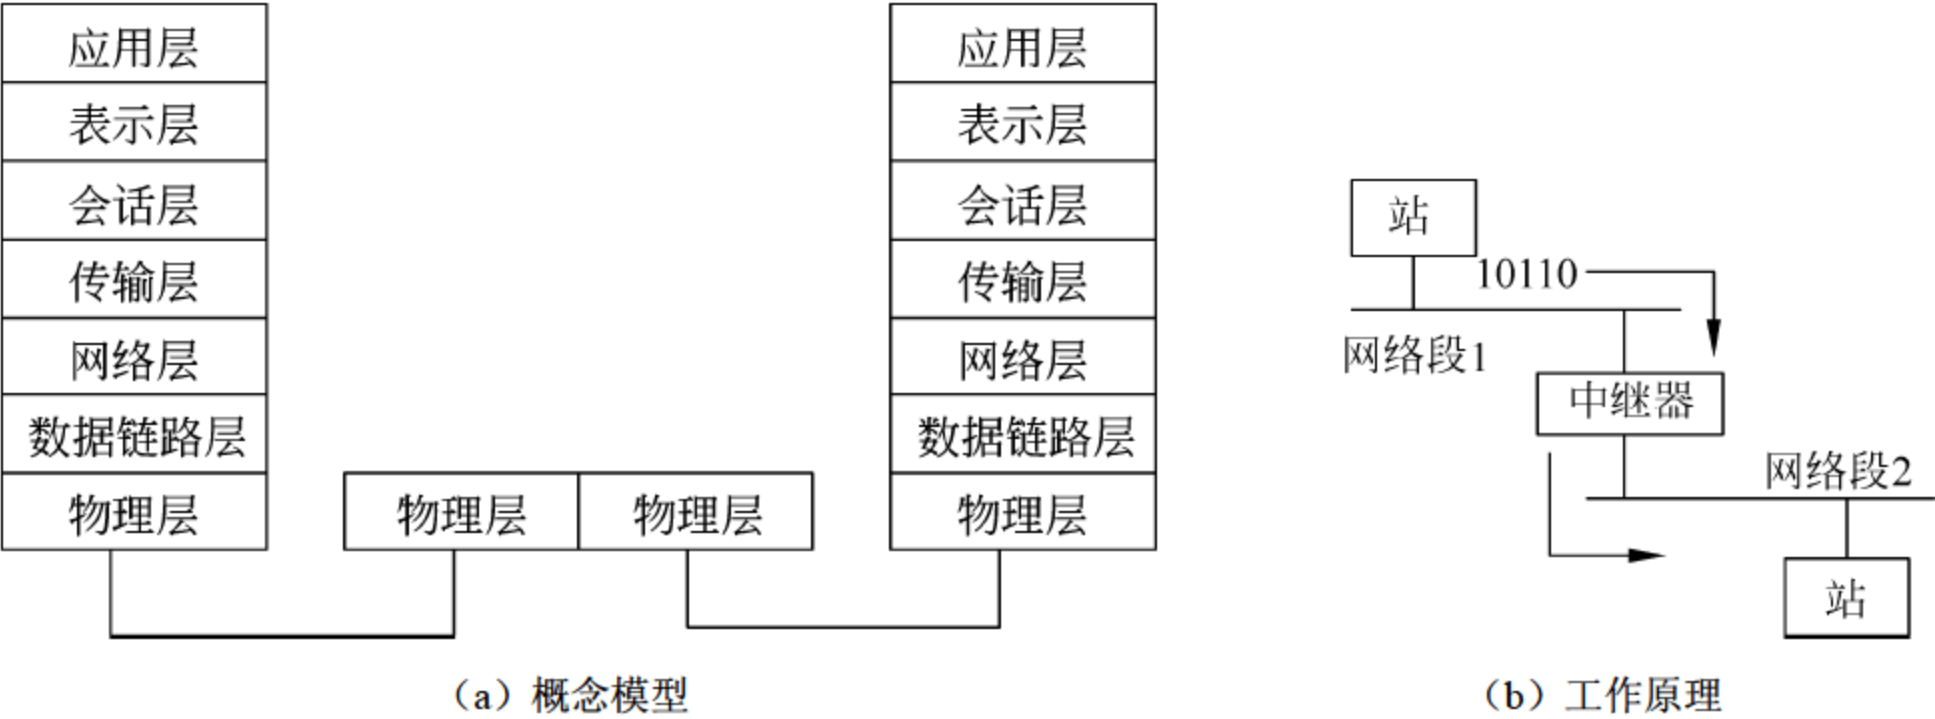 应用层
表示层
会话层
传输层
网络层
数据链路层
物理层
物理层
物理层
应用层
表示层
会话层
传输层
网络层
数据链路层
物理层
(a)概念模型
站
10110
网络段1
中继器
网络段2
站
(b)工作原理